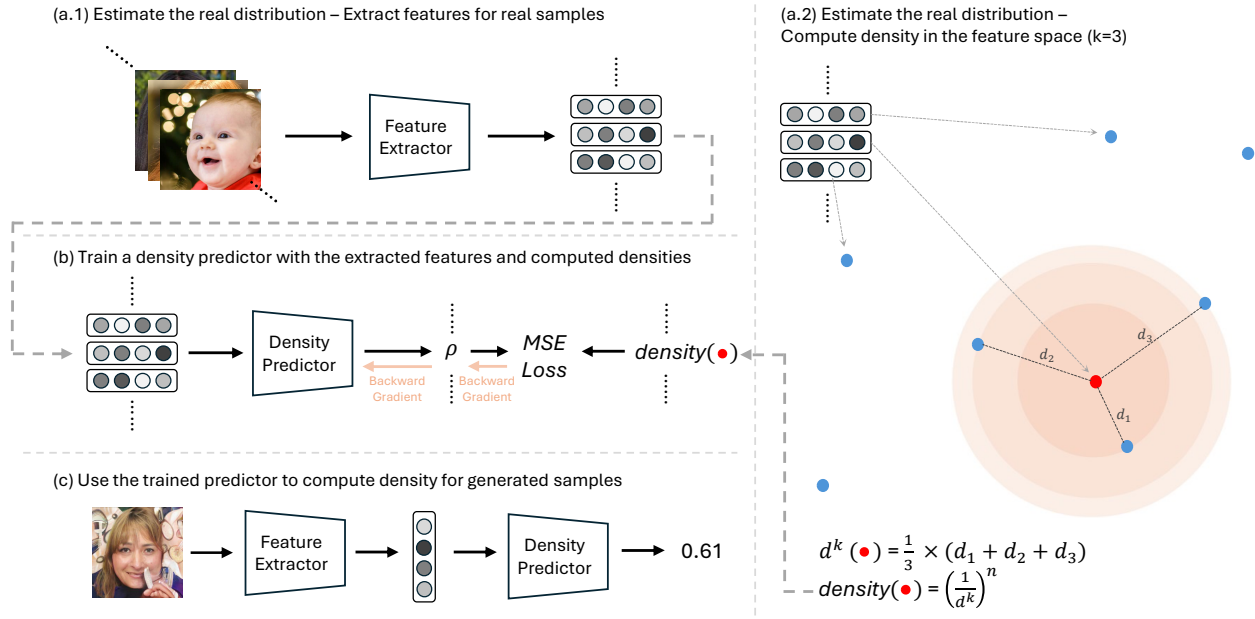 (a.1) Estimate the real distribution – Extract features for real samples
Feature
Extractor
(a.2) Estimate the real distribution –
Compute density in the feature space (k=3)
d₁
d₂
d₃
dᵏ (●) = 1/3 × (d₁ + d₂ + d₃)
density(●) = (1/dᵏ)ⁿ
(b) Train a density predictor with the extracted features and computed densities
Density
Predictor
ρ
MSE
Loss
density(●)
Backward
Gradient
Backward
Gradient
(c) Use the trained predictor to compute density for generated samples
Feature
Extractor
Density
Predictor
0.61